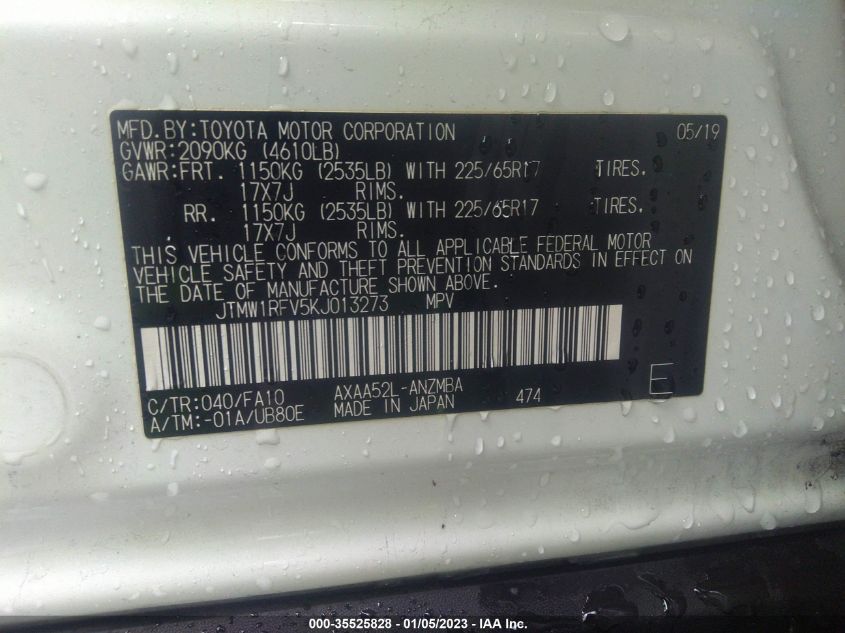 MFD.BY:TOYOTA MOTOR CORPORATION 05/19
GVWR:2090KG (4610LB)
GAWR:FRT. 1150KG (2535LB) WITH 225/65R17 TIRES.
17X7J RIMS.
RR. 1150KG (2535LB) WITH 225/65R17 TIRES.
17X7J RIMS.
THIS VEHICLE CONFORMS TO ALL APPLICABLE FEDERAL MOTOR
VEHICLE SAFETY AND THEFT PREVENTION STANDARDS IN EFFECT ON
THE DATE OF MANUFACTURE SHOWN ABOVE.
JTMW1RFV5KJ013273 MPV
C/TR:040/FA10 AXAA52L-ANZMBA
A/TM:-01A/UB80E MADE IN JAPAN 474 E
000-35525828 - 01/05/2023 - IAA Inc.